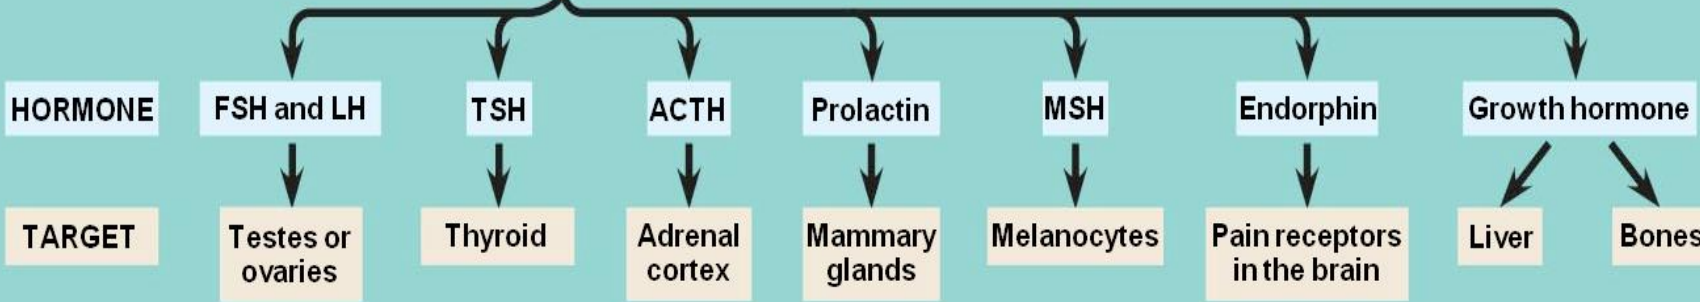 HORMONE FSH and LH TSH ACTH Prolactin MSH Endorphin Growth hormone
TARGET Testes or ovaries Thyroid Adrenal cortex Mammary glands Melanocytes Pain receptors in the brain Liver Bones